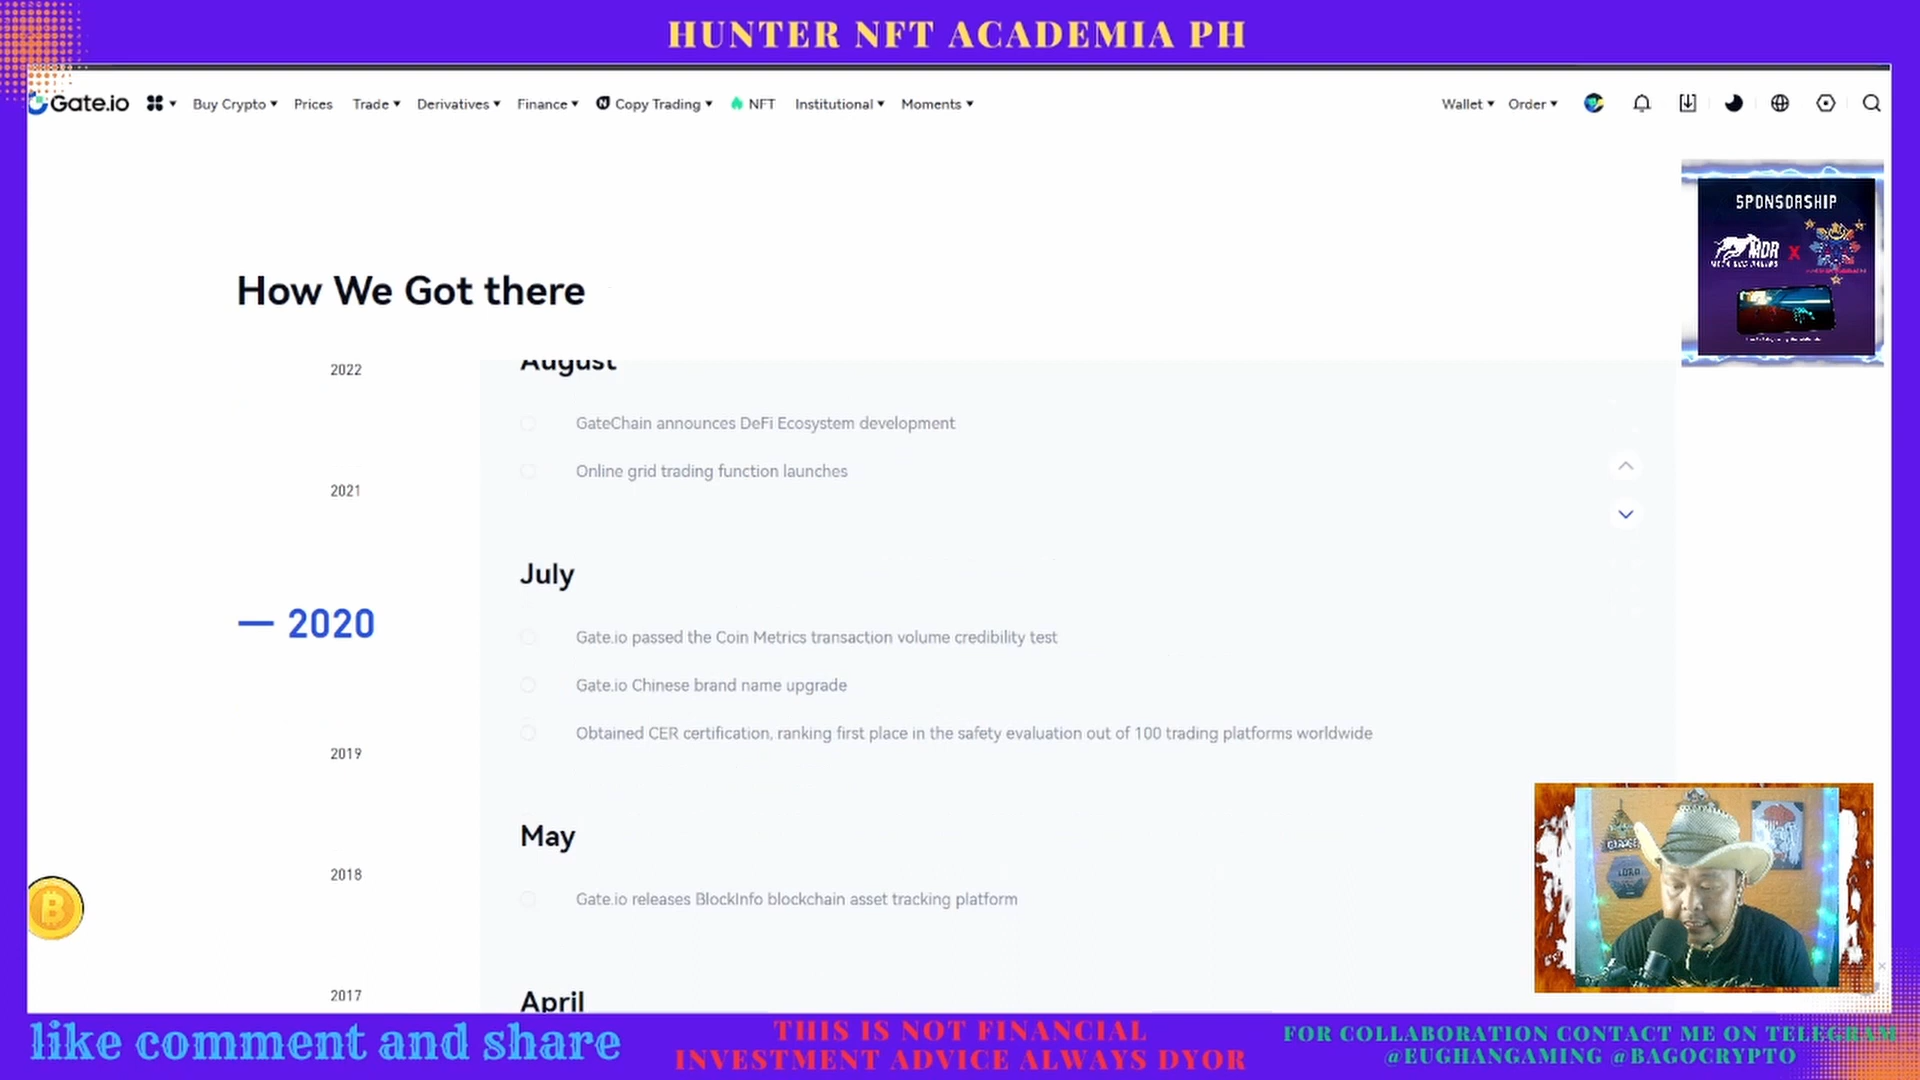 HUNTER NFT ACADEMIA PH
Gate.io Buy Crypto Prices Trade Derivatives Finance Copy Trading NFT Institutional Moments Wallet Order
SPONSORSHIP
MDR X
How We Got there
2022
2021
— 2020
2019
2018
2017
August
GateChain announces DeFi Ecosystem development
Online grid trading function launches
July
Gate.io passed the Coin Metrics transaction volume credibility test
Gate.io Chinese brand name upgrade
Obtained CER certification, ranking first place in the safety evaluation out of 100 trading platforms worldwide
May
Gate.io releases BlockInfo blockchain asset tracking platform
April
like comment and share
THIS IS NOT FINANCIAL
INVESTMENT ADVICE ALWAYS DYOR
FOR COLLABORATION CONTACT ME ON TELEGRAM
@EUGHANGAMING @BAGOCRYPTO